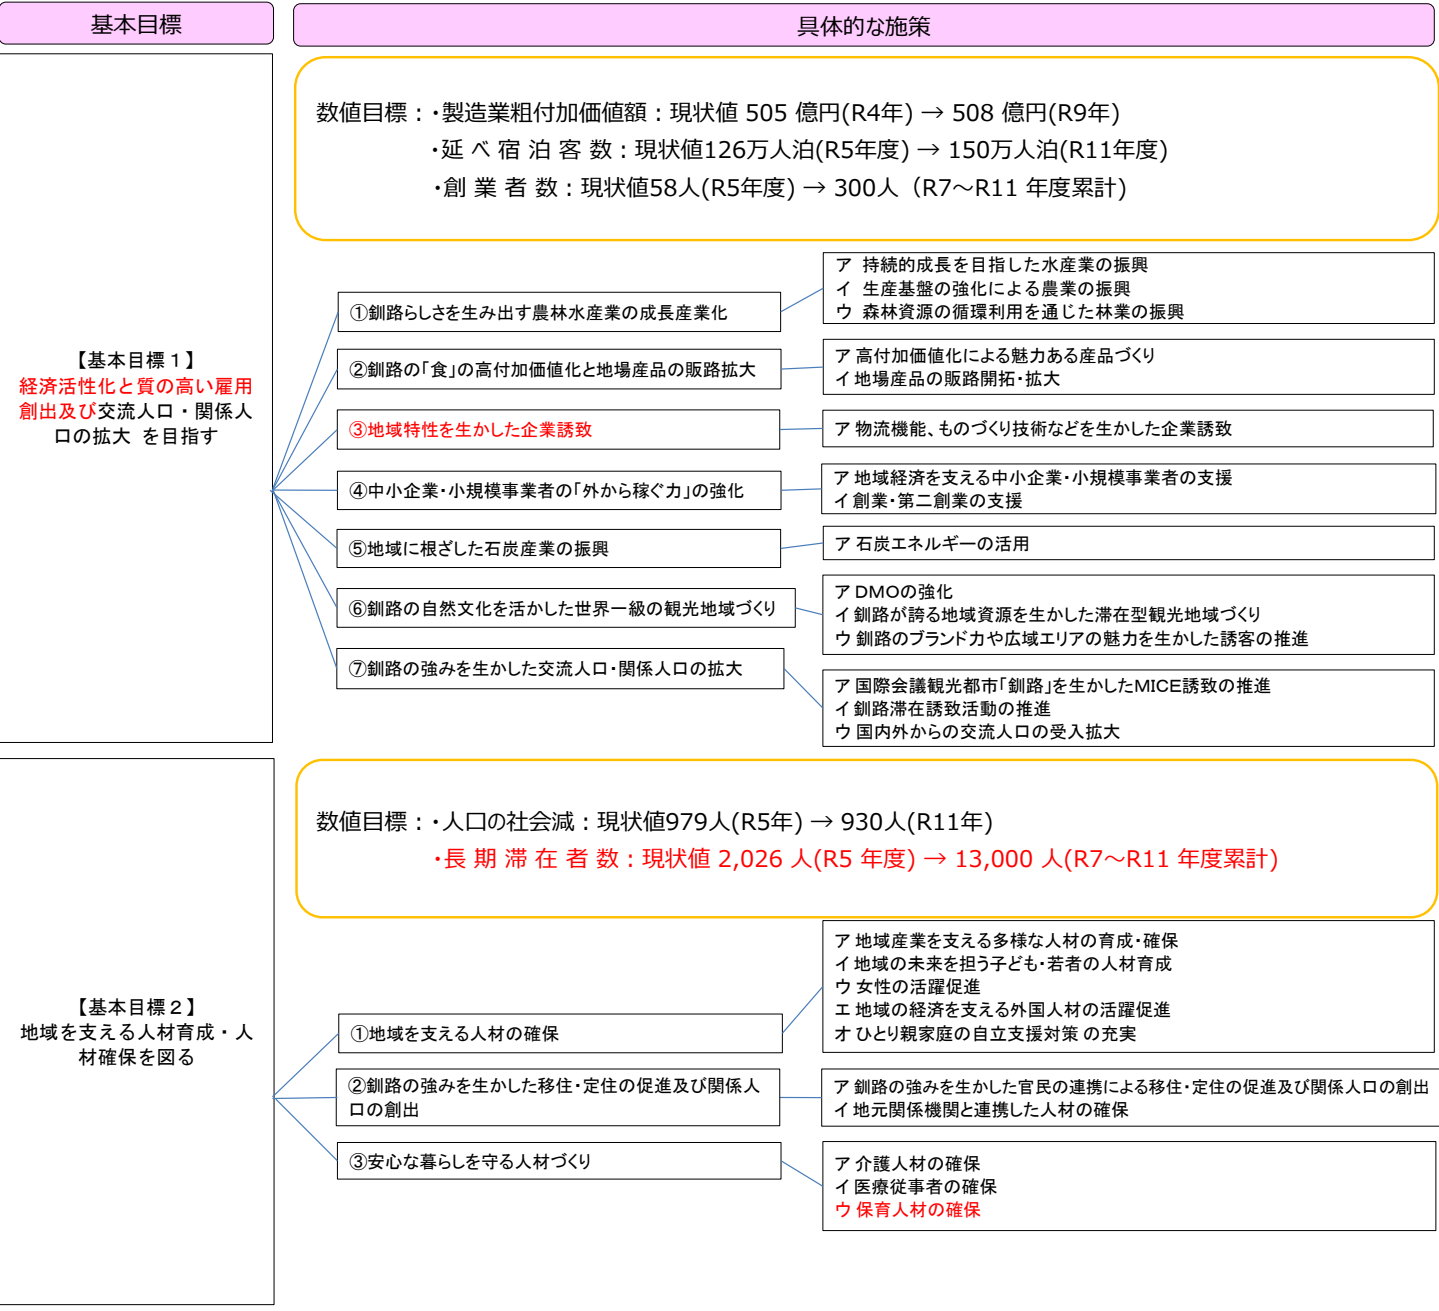 基本目標
具体的な施策
【基本目標１】
経済活性化と質の高い雇用
創出及び交流人口・関係人
口の拡大 を目指す
数値目標：・製造業粗付加価値額：現状値 505 億円(R4年) → 508 億円(R9年)
・延 べ 宿 泊 客 数：現状値126万人泊(R5年度) → 150万人泊(R11年度)
・創 業 者 数：現状値58人(R5年度) → 300人（R7～R11 年度累計)
①釧路らしさを生み出す農林水産業の成長産業化
ア 持続的成長を目指した水産業の振興
イ 生産基盤の強化による農業の振興
ウ 森林資源の循環利用を通じた林業の振興
②釧路の「食」の高付加価値化と地場産品の販路拡大
ア 高付加価値化による魅力ある産品づくり
イ 地場産品の販路開拓・拡大
③地域特性を生かした企業誘致
ア 物流機能、ものづくり技術などを生かした企業誘致
④中小企業・小規模事業者の「外から稼ぐ力」の強化
ア 地域経済を支える中小企業・小規模事業者の支援
イ 創業・第二創業の支援
⑤地域に根ざした石炭産業の振興
ア 石炭エネルギーの活用
⑥釧路の自然文化を活かした世界一級の観光地域づくり
ア DMOの強化
イ 釧路が誇る地域資源を生かした滞在型観光地域づくり
ウ 釧路のブランド力や広域エリアの魅力を生かした誘客の推進
⑦釧路の強みを生かした交流人口・関係人口の拡大
ア 国際会議観光都市「釧路」を生かしたMICE誘致の推進
イ 釧路滞在誘致活動の推進
ウ 国内外からの交流人口の受入拡大
【基本目標２】
地域を支える人材育成・人
材確保を図る
数値目標：・人口の社会減：現状値979人(R5年) → 930人(R11年)
・長 期 滞 在 者 数：現状値 2,026 人(R5 年度) → 13,000 人(R7～R11 年度累計)
①地域を支える人材の確保
ア 地域産業を支える多様な人材の育成・確保
イ 地域の未来を担う子ども・若者の人材育成
ウ 女性の活躍促進
エ 地域の経済を支える外国人材の活躍促進
オ ひとり親家庭の自立支援対策 の充実
②釧路の強みを生かした移住・定住の促進及び関係人
口の創出
ア 釧路の強みを生かした官民の連携による移住・定住の促進及び関係人口の創出
イ 地元関係機関と連携した人材の確保
③安心な暮らしを守る人材づくり
ア 介護人材の確保
イ 医療従事者の確保
ウ 保育人材の確保